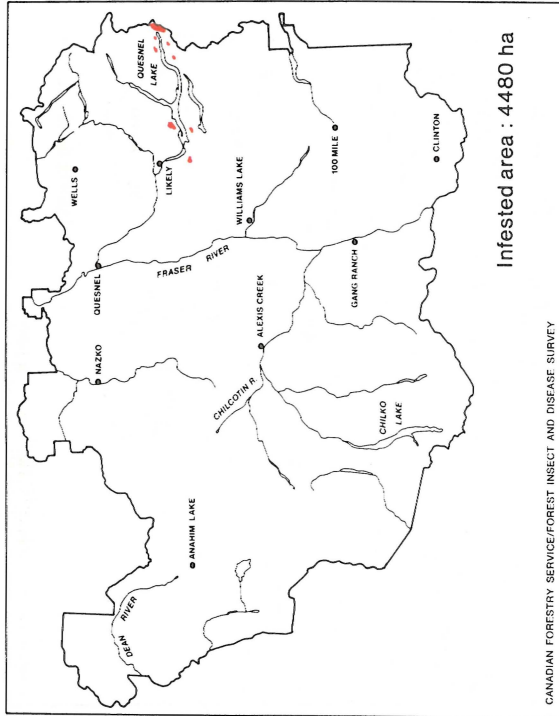 QUESNEL
LAKE
WELLS
LIKELY
QUESNEL
FRASER
RIVER
WILLIAMS LAKE
100 MILE
CLINTON
NAZKO
ALEXIS CREEK
GANG RANCH
CHILCOTIN R.
CHILKO
LAKE
ANAHIM LAKE
DEAN
RIVER
Infested area : 4480 ha
CANADIAN FORESTRY SERVICE/FOREST INSECT AND DISEASE SURVEY